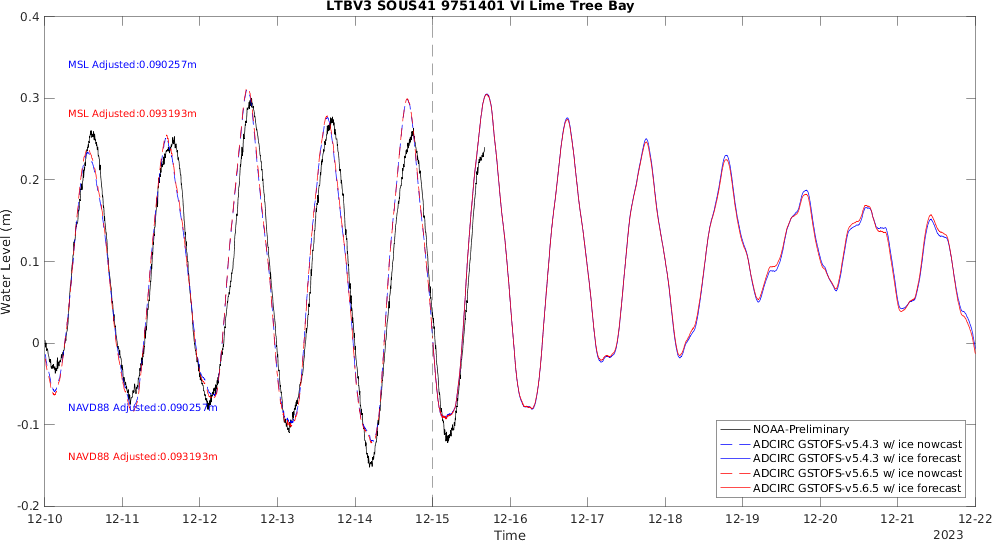 LTBV3 SOUS41 9751401 VI Lime Tree Bay
0.4
0.3
0.2
0.1
0
-0.1
-0.2
Water Level (m)
MSL Adjusted:0.090257m
MSL Adjusted:0.093193m
NAVD88 Adjusted:0.090257m
NAVD88 Adjusted:0.093193m
NOAA-Preliminary
ADCIRC GSTOFS-v5.4.3 w/ ice nowcast
ADCIRC GSTOFS-v5.4.3 w/ ice forecast
ADCIRC GSTOFS-v5.6.5 w/ ice nowcast
ADCIRC GSTOFS-v5.6.5 w/ ice forecast
12-10 12-11 12-12 12-13 12-14 12-15 12-16 12-17 12-18 12-19 12-20 12-21 12-22
Time
2023